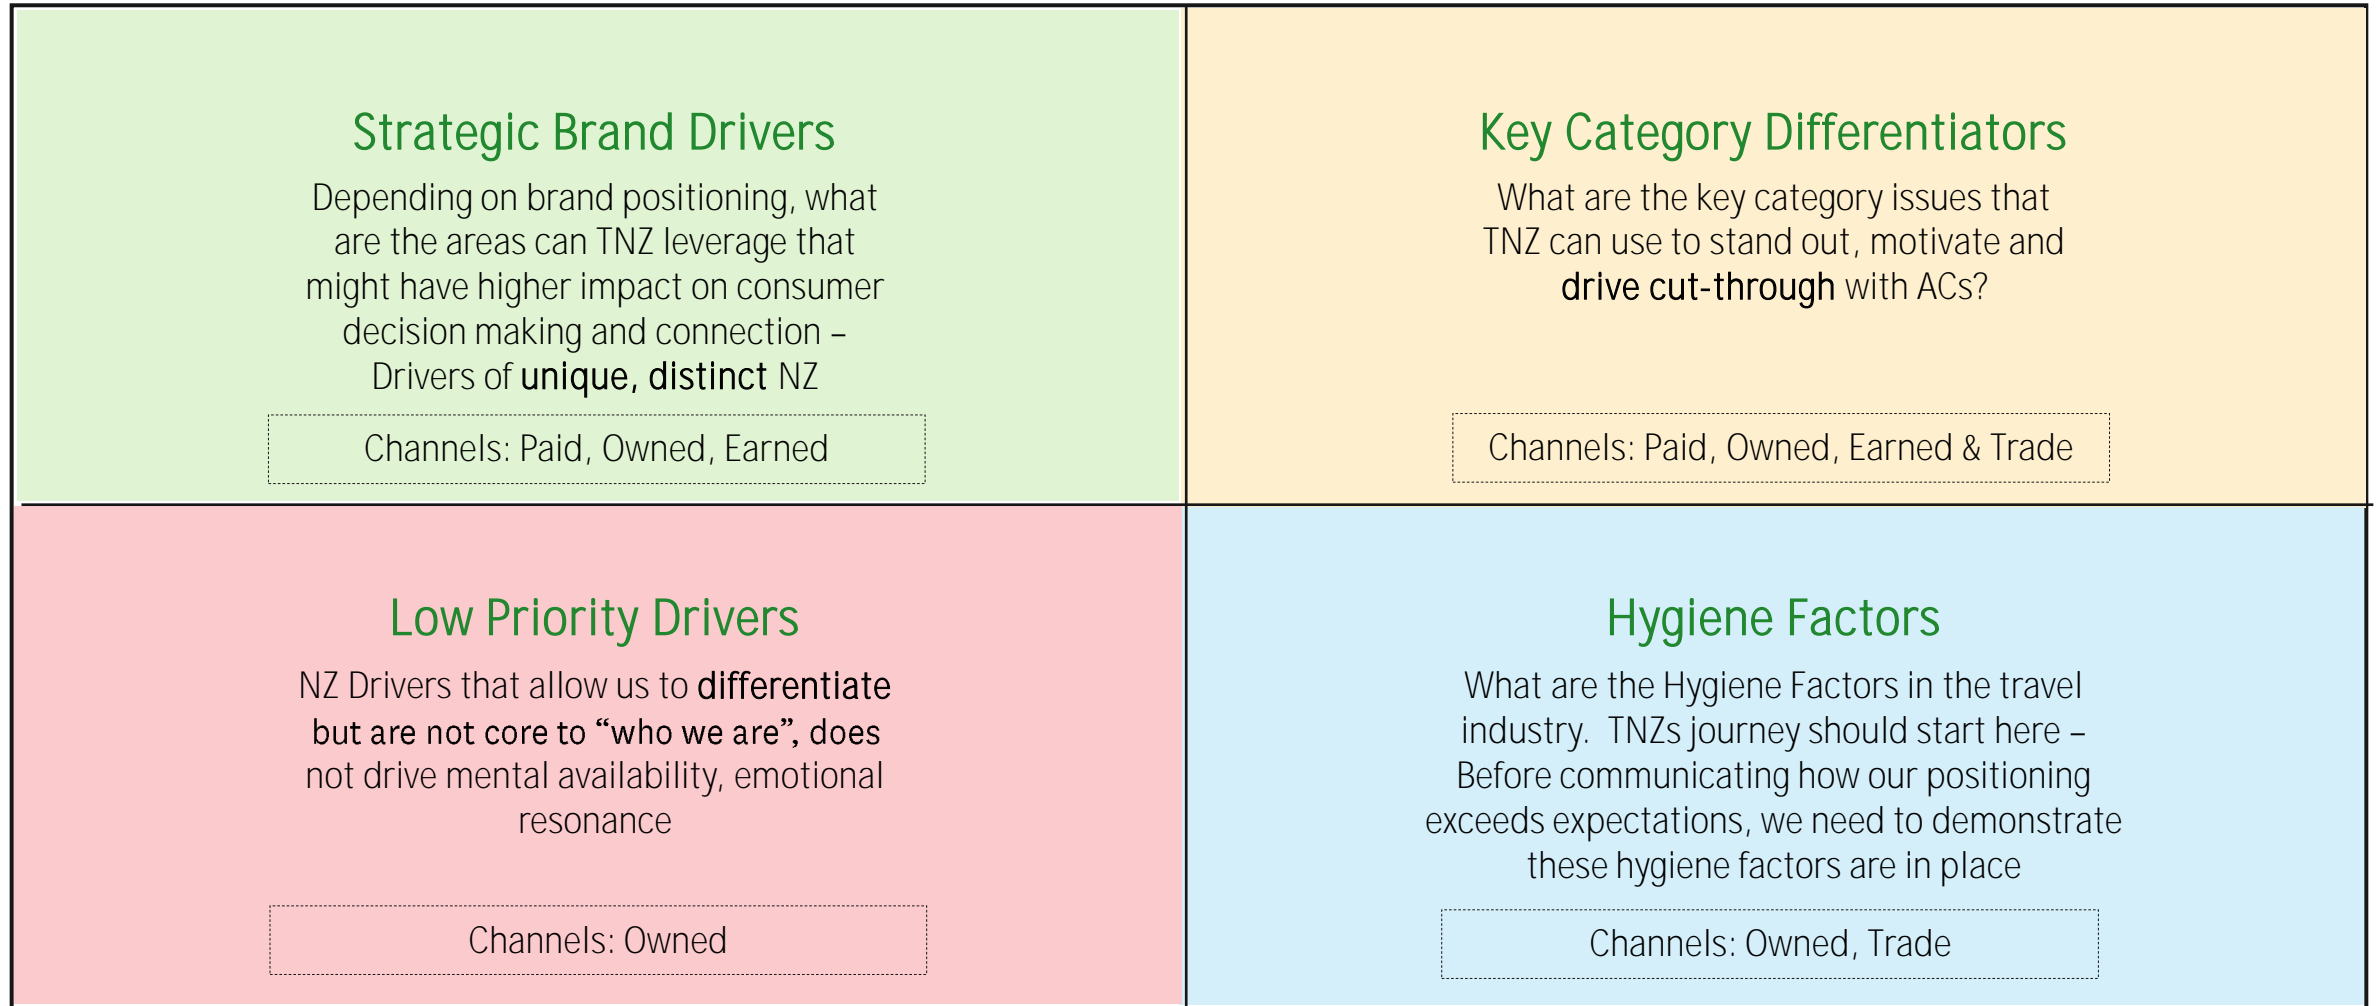 Strategic Brand Drivers
Depending on brand positioning, what
are the areas can TNZ leverage that
might have higher impact on consumer
decision making and connection –
Drivers of unique, distinct NZ
Channels: Paid, Owned, Earned
Key Category Differentiators
What are the key category issues that
TNZ can use to stand out, motivate and
drive cut-through with ACs?
Channels: Paid, Owned, Earned & Trade
Low Priority Drivers
NZ Drivers that allow us to differentiate
but are not core to “who we are”, does
not drive mental availability, emotional
resonance
Channels: Owned
Hygiene Factors
What are the Hygiene Factors in the travel
industry.  TNZs journey should start here –
Before communicating how our positioning
exceeds expectations, we need to demonstrate
these hygiene factors are in place
Channels: Owned, Trade